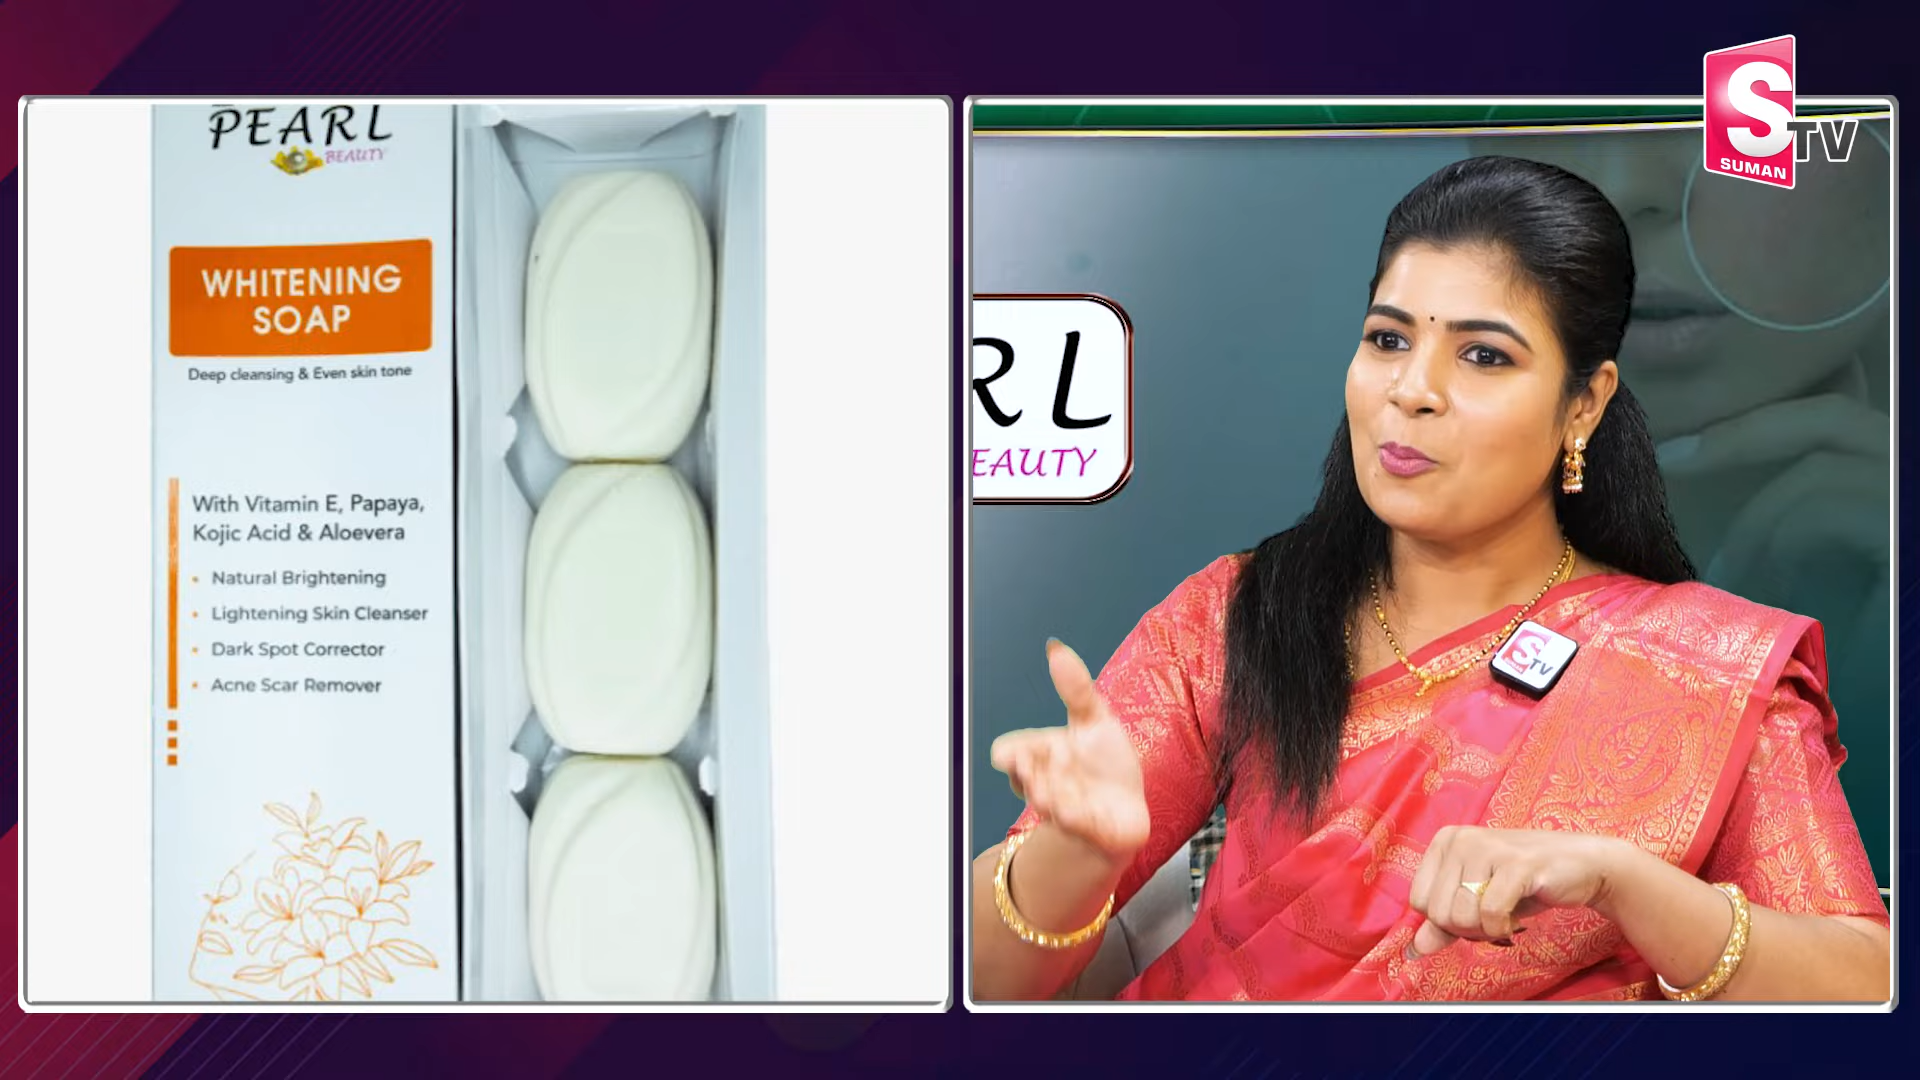 PEARL
BEAUTY
WHITENING
SOAP
Deep cleansing & Even skin tone
With Vitamin E, Papaya,
Kojic Acid & Aloevera
• Natural Brightening
• Lightening Skin Cleanser
• Dark Spot Corrector
• Acne Scar Remover
RL
EAUTY
S TV
SUMAN
S TV